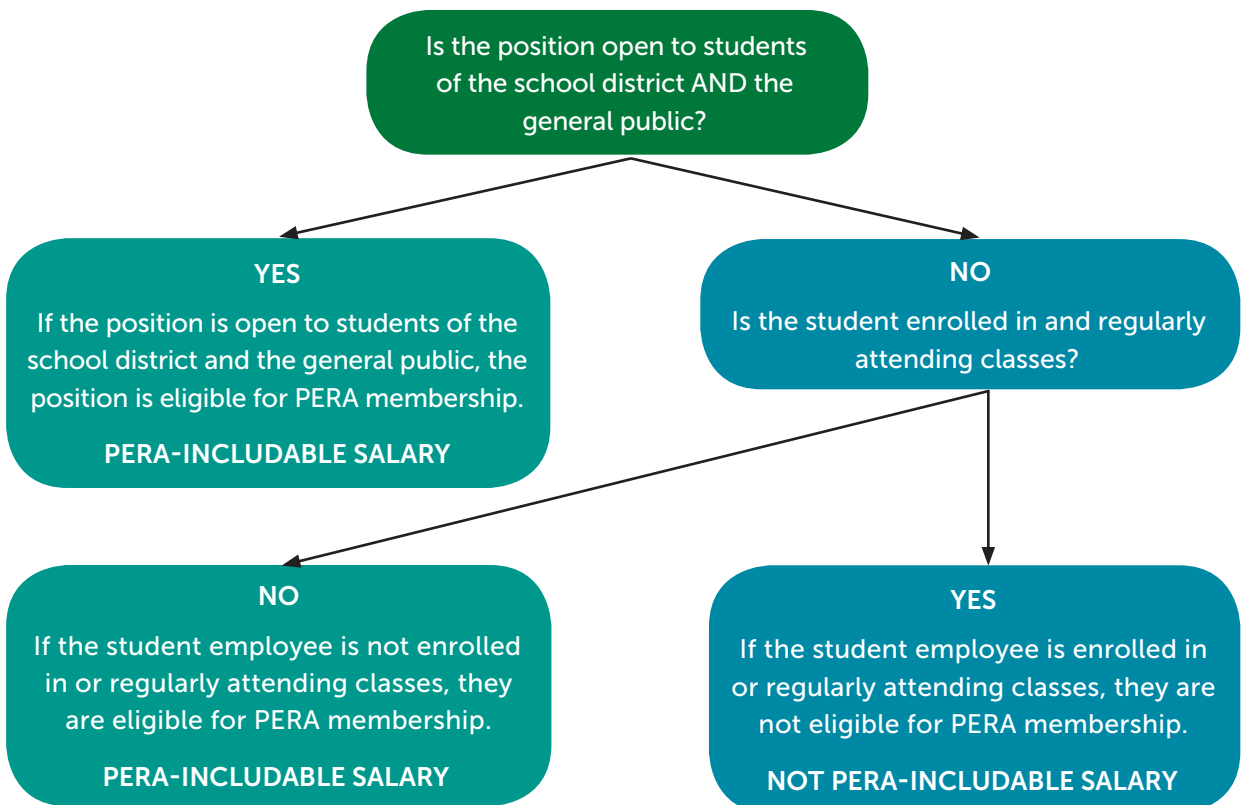 Is the position open to students
of the school district AND the
general public?
YES
If the position is open to students of the
school district and the general public, the
position is eligible for PERA membership.
PERA-INCLUDABLE SALARY
NO
Is the student enrolled in and regularly
attending classes?
NO
If the student employee is not enrolled
in or regularly attending classes, they
are eligible for PERA membership.
PERA-INCLUDABLE SALARY
YES
If the student employee is enrolled in
or regularly attending classes, they are
not eligible for PERA membership.
NOT PERA-INCLUDABLE SALARY